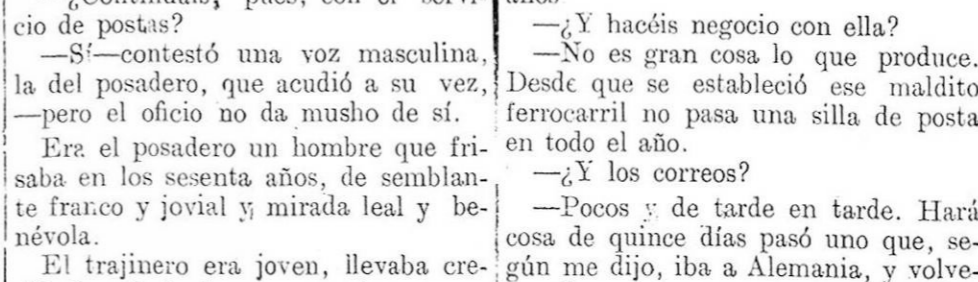 cio de postas?
—Sí—contestó una voz masculina,
la del posadero, que acudió a su vez,
—pero el oficio no da musho de sí.
Era el posadero un hombre que fri-
saba en los sesenta años, de semblan-
te franco y jovial y mirada leal y be-
névola.
El trajinero era joven, llevaba cre-
—¿Y hacéis negocio con ella?
—No es gran cosa lo que produce.
Desde que se estableció ese maldito
ferrocarril no pasa una silla de posta
en todo el año.
—¿Y los correos?
—Pocos y de tarde en tarde. Hará
cosa de quince días pasó uno que, se-
gún me dijo, iba a Alemania, y volve-